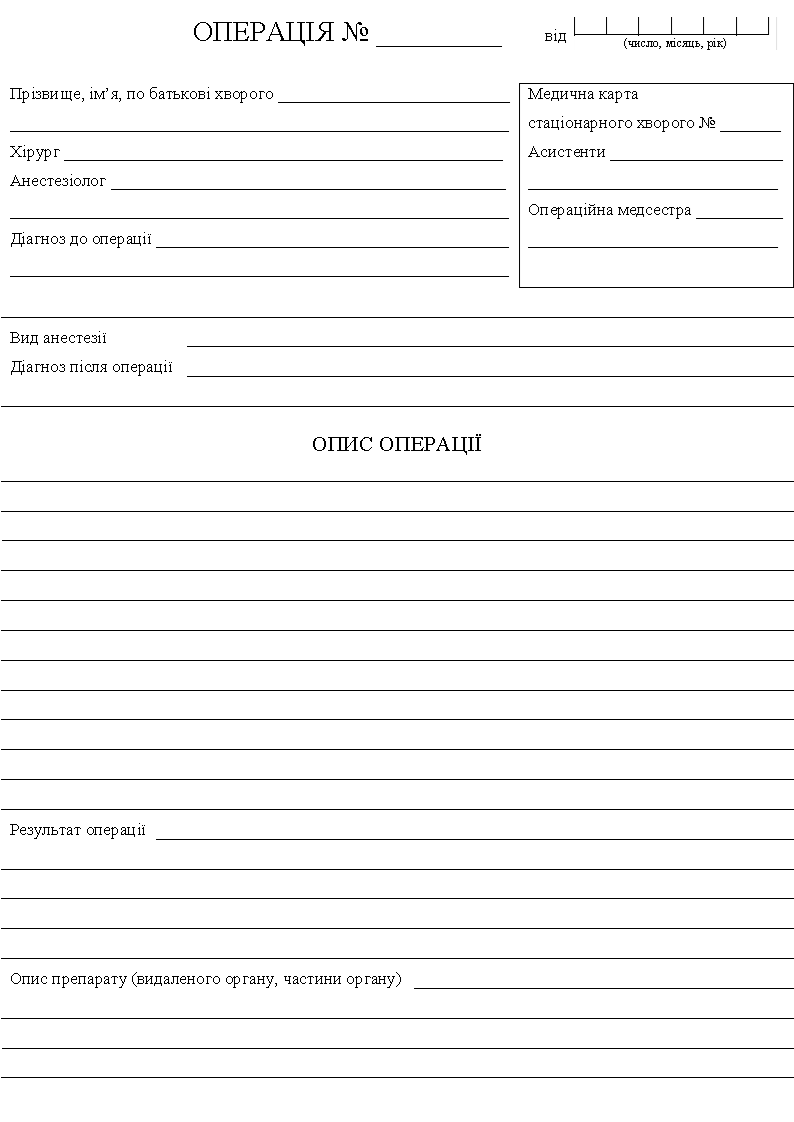 ОПЕРАЦІЯ № ____________ від
(число, місяць, рік)
Прізвище, ім’я, по батькові хворого
Хірург
Анестезіолог
Діагноз до операції
Медична карта
стаціонарного хворого №
Асистенти
Операційна медсестра
Вид анестезії
Діагноз після операції
ОПИС ОПЕРАЦІЇ
Результат операції
Опис препарату (видаленого органу, частини органу)